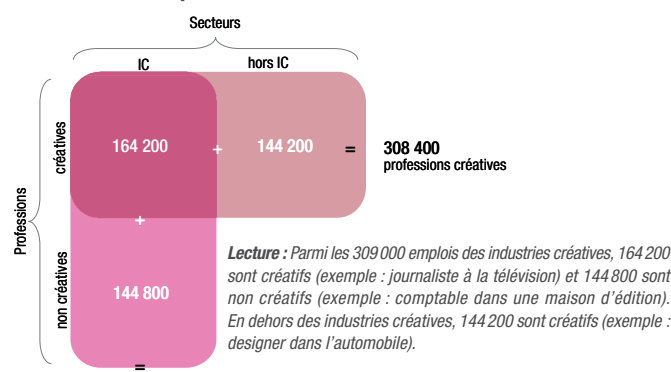 Secteurs
IC
hors IC
Professions
créatives
164 200
+
144 200
=
308 400
professions créatives
+
non créatives
144 800
=
Lecture : Parmi les 309 000 emplois des industries créatives, 164 200
sont créatifs (exemple : journaliste à la télévision) et 144 800 sont
non créatifs (exemple : comptable dans une maison d’édition).
En dehors des industries créatives, 144 200 sont créatifs (exemple :
designer dans l’automobile).